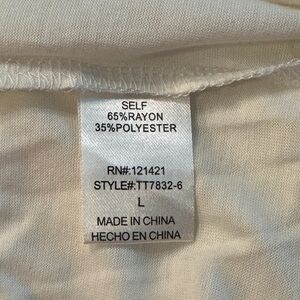 SELF
65%RAYON
35%POLYESTER
RN#:121421
STYLE#:TT7832-6
L
MADE IN CHINA
HECHO EN CHINA